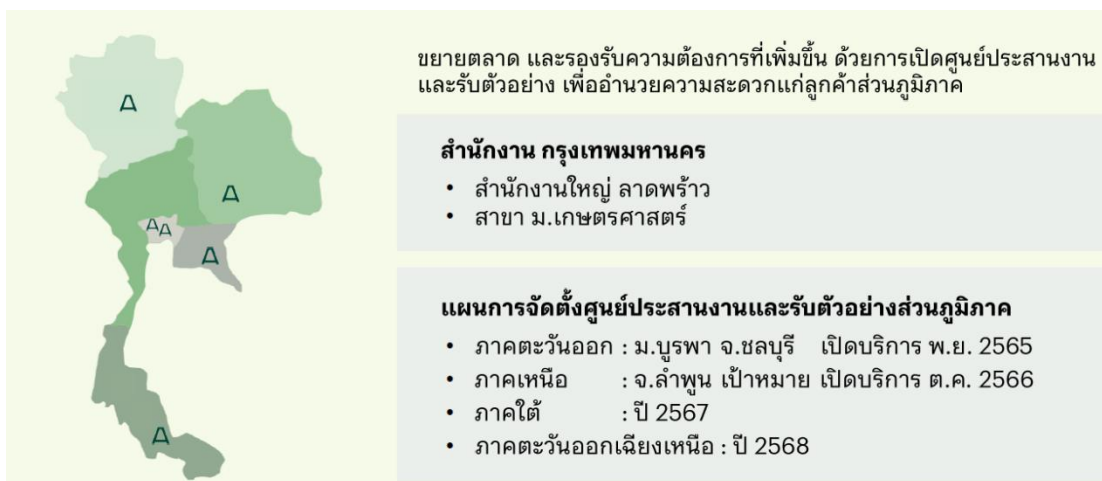 ขยายตลาด และรองรับความต้องการที่เพิ่มขึ้น ด้วยการเปิดศูนย์ประสานงาน
และรับตัวอย่าง เพื่ออำนวยความสะดวกแก่ลูกค้าส่วนภูมิภาค
สำนักงาน กรุงเทพมหานคร
• สำนักงานใหญ่ ลาดพร้าว
• สาขา ม.เกษตรศาสตร์
แผนการจัดตั้งศูนย์ประสานงานและรับตัวอย่างส่วนภูมิภาค
• ภาคตะวันออก : ม.บูรพา จ.ชลบุรี เปิดบริการ พ.ย. 2565
• ภาคเหนือ : จ.ลำพูน เป้าหมาย เปิดบริการ ต.ค. 2566
• ภาคใต้ : ปี 2567
• ภาคตะวันออกเฉียงเหนือ : ปี 2568